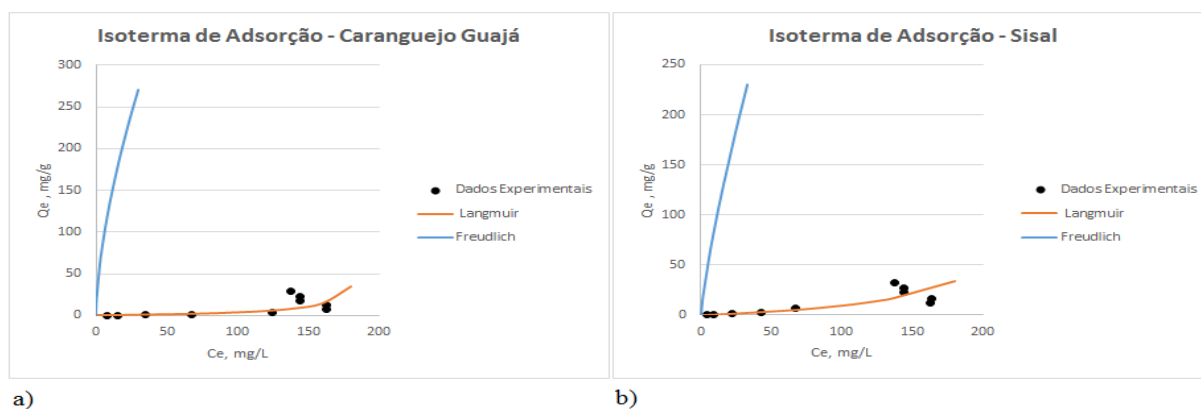 Isoterma de Adsorção - Caranguejo Guajá
300
250
200
150
100
50
0
Qe , mg/g
0 50 100 150 200
Ce, mg/L
Dados Experimentais
Langmuir
Freudlich
a)
Isoterma de Adsorção - Sisal
250
200
150
100
50
0
Qe , mg/g
0 50 100 150 200
Ce, mg/L
Dados Experimentais
Langmuir
Freudlich
b)